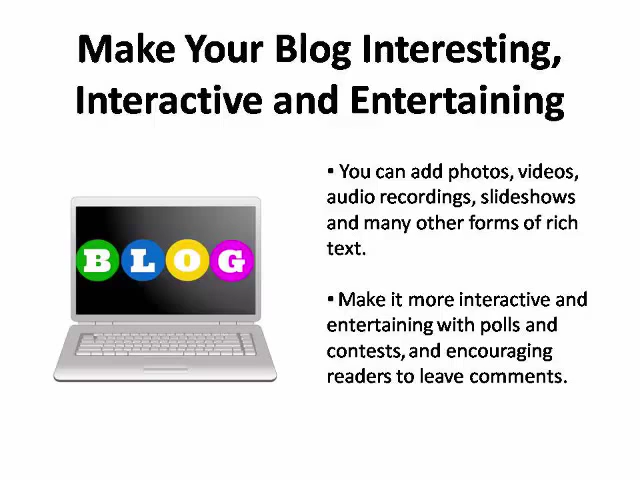 Make Your Blog Interesting,
Interactive and Entertaining
▪ You can add photos, videos,
audio recordings, slideshows
and many other forms of rich
text.
▪ Make it more interactive and
entertaining with polls and
contests, and encouraging
readers to leave comments.
BLOG